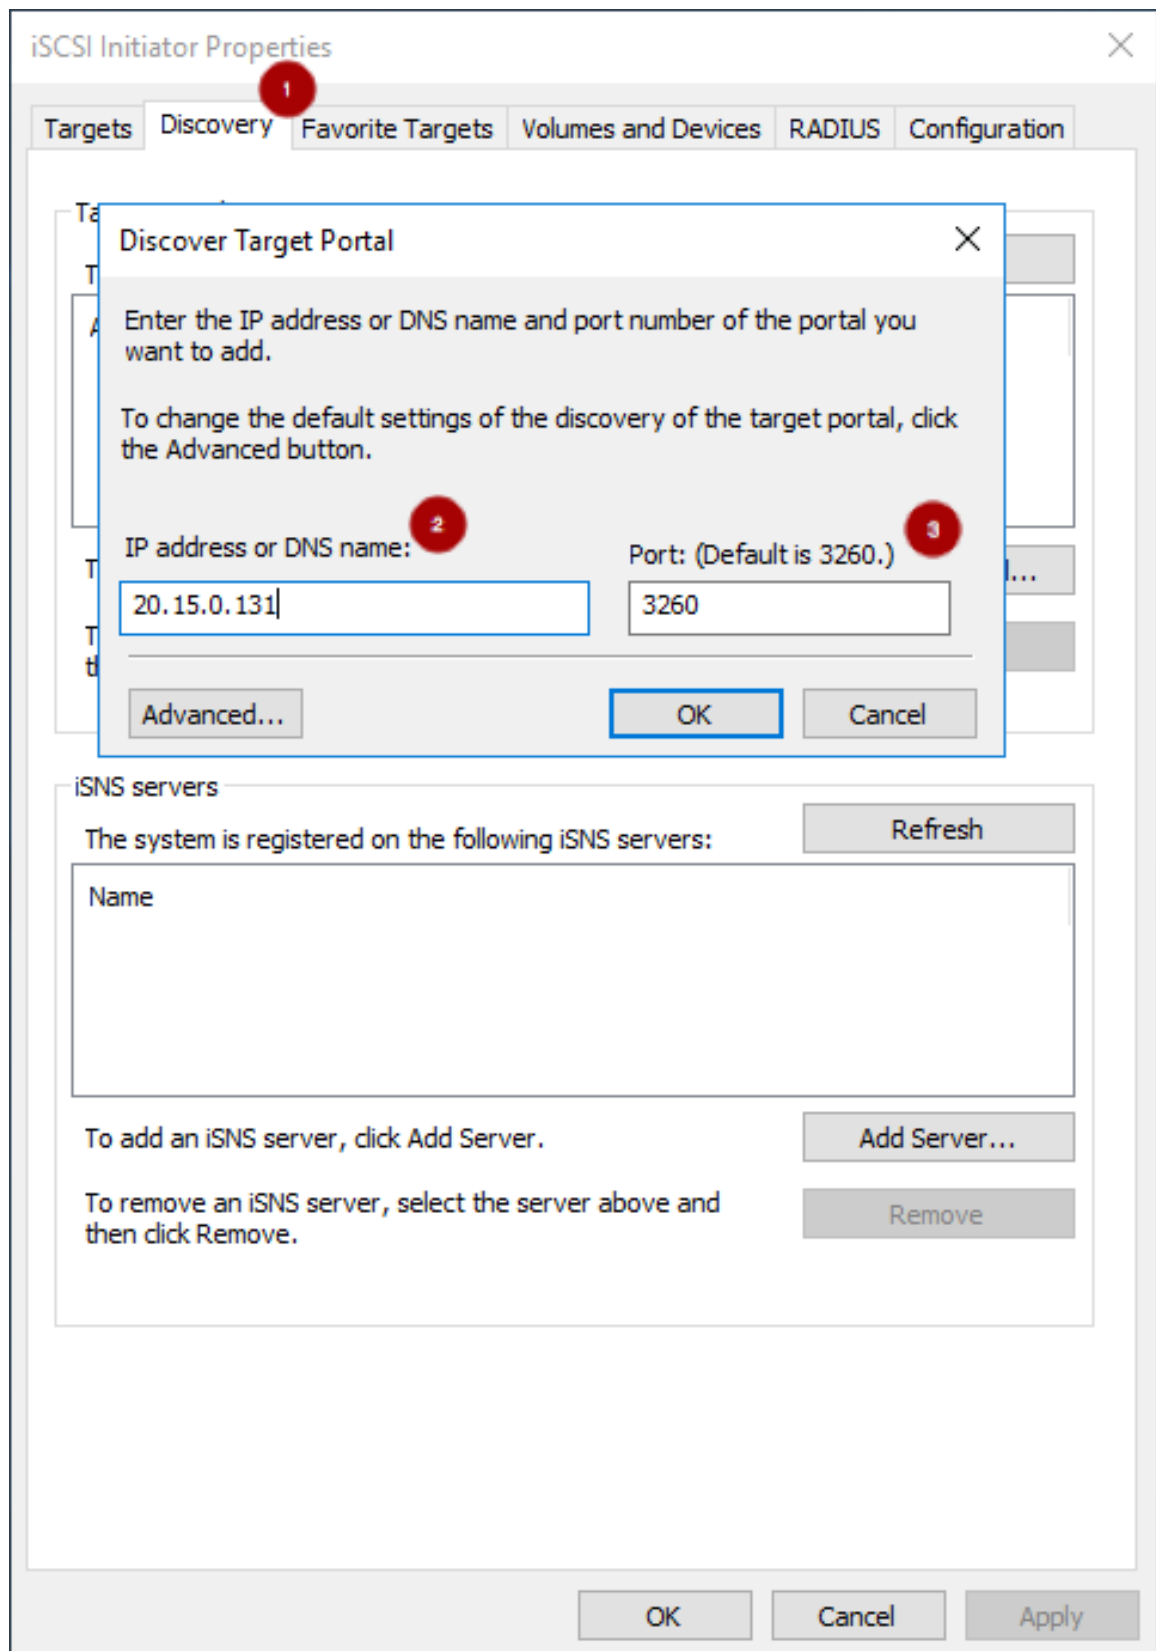 iSCSI Initiator Properties
1
Targets Discovery Favorite Targets Volumes and Devices RADIUS Configuration
Discover Target Portal
Enter the IP address or DNS name and port number of the portal you
want to add.
To change the default settings of the discovery of the target portal, click
the Advanced button.
2
3
IP address or DNS name:
Port: (Default is 3260.)
20.15.0.131
3260
Advanced...
OK
Cancel
iSNS servers
The system is registered on the following iSNS servers:
Refresh
Name
To add an iSNS server, click Add Server.
Add Server...
To remove an iSNS server, select the server above and
then click Remove.
Remove
OK
Cancel
Apply